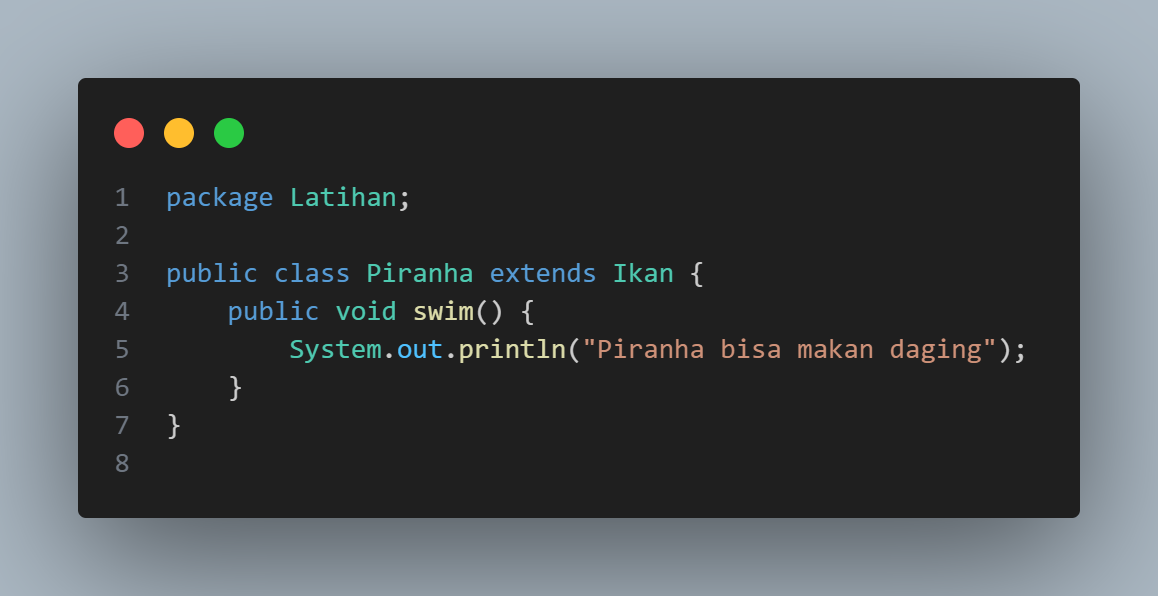 1 package Latihan;
2
3 public class Piranha extends Ikan {
4     public void swim() {
5         System.out.println("Piranha bisa makan daging");
6     }
7 }
8